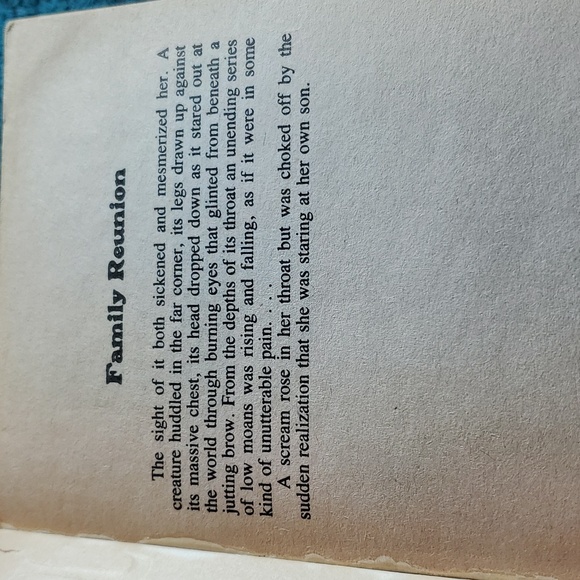 Family Reunion
The sight of it both sickened and mesmerized her. A
creature huddled in the far corner, its legs drawn up against
its massive chest, its head dropped down as it stared out at
the world through burning eyes that glinted from beneath a
jutting brow. From the depths of its throat an unending series
of low moans was rising and falling, as if it were in some
kind of unutterable pain. . . .
A scream rose in her throat but was choked off by the
sudden realization that she was staring at her own son.